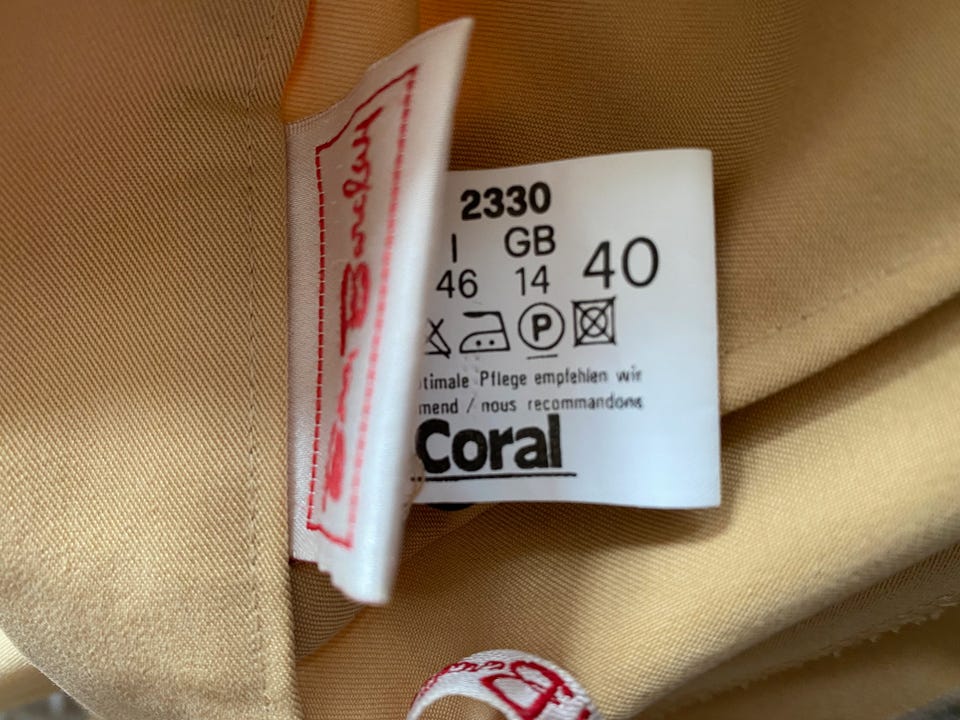 2330
I GB
46 14 40
P
timale Pflege empfehlen wir
mend / nous recommandons
Coral